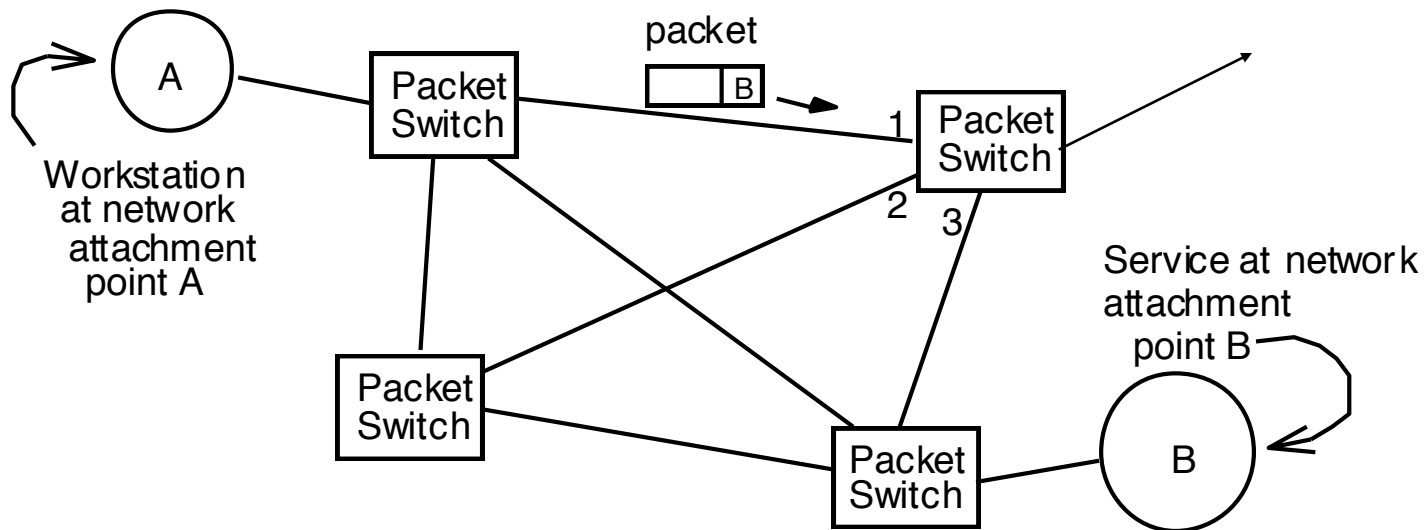 packet
B
A
Packet
Switch
1
Packet
Switch
2
3
Workstation
at network
attachment
point A
Service at network
attachment
point B
Packet
Switch
Packet
Switch
B